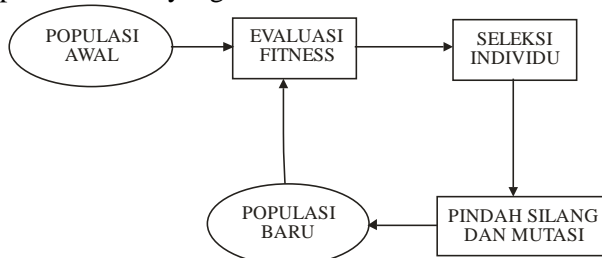 POPULASI
AWAL
EVALUASI
FITNESS
SELEKSI
INDIVIDU
POPULASI
BARU
PINDAH SILANG
DAN MUTASI